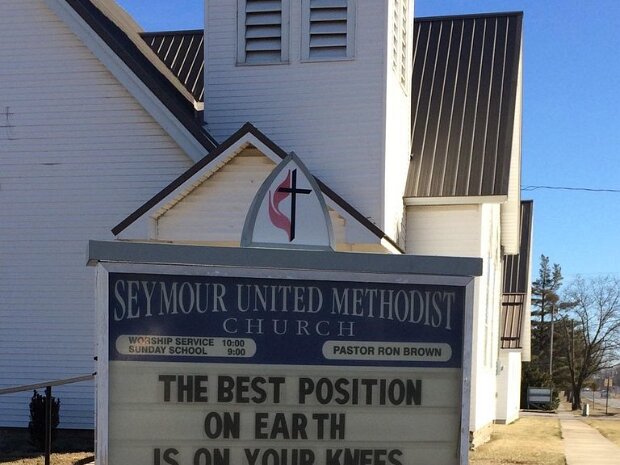 SEYMOUR UNITED METHODIST
CHURCH
WORSHIP SERVICE 10:00
SUNDAY SCHOOL 9:00
PASTOR RON BROWN
THE BEST POSITION
ON EARTH
IS ON YOUR KNEES